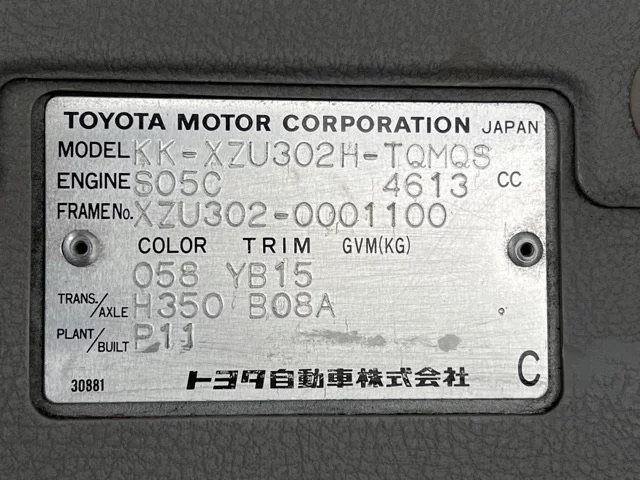 TOYOTA MOTOR CORPORATION JAPAN
MODEL KK-XZU302H-TQMQS
ENGINE S05C 4613 CC
FRAME No. XZU302-0001100
COLOR TRIM GVM(KG)
058 YB15
TRANS./AXLE H350 B08A
PLANT/BUILT P11
30881 トヨタ自動車株式会社 C